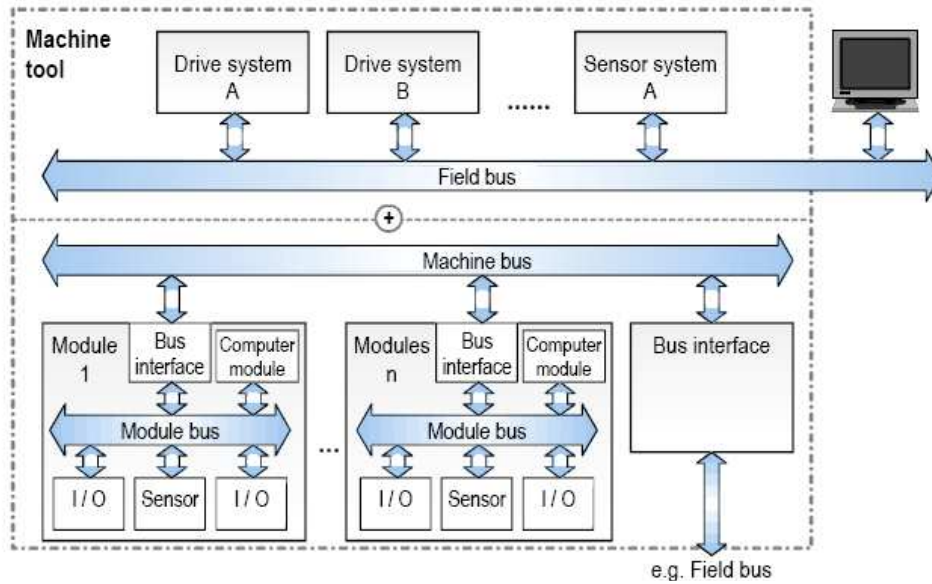 Machine
tool
Drive system
A
Drive system
B
......
Sensor system
A
Field bus
+
Machine bus
Module
1
Bus
interface
Computer
module
Module bus
I / O
Sensor
I / O
...
Modules
n
Bus
interface
Computer
module
Module bus
I / O
Sensor
I / O
Bus interface
e.g. Field bus